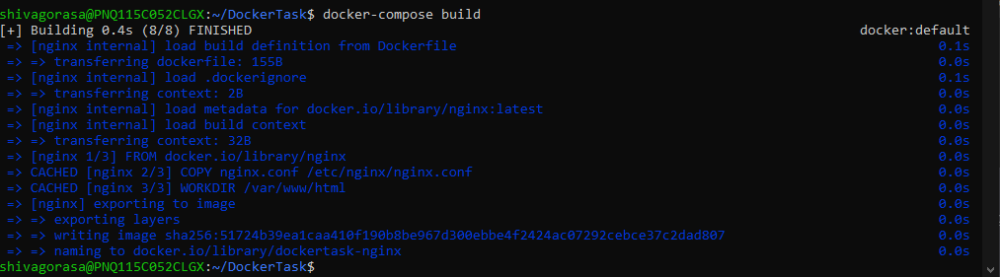 shivagorasa@PNQ115C052CLGX:~/DockerTask$ docker-compose build
[+] Building 0.4s (8/8) FINISHED docker:default
=> [nginx internal] load build definition from Dockerfile 0.1s
=> => transferring dockerfile: 155B 0.0s
=> [nginx internal] load .dockerignore 0.1s
=> => transferring context: 2B 0.0s
=> [nginx internal] load metadata for docker.io/library/nginx:latest 0.0s
=> [nginx internal] load build context 0.0s
=> => transferring context: 32B 0.0s
=> [nginx 1/3] FROM docker.io/library/nginx 0.0s
=> CACHED [nginx 2/3] COPY nginx.conf /etc/nginx/nginx.conf 0.0s
=> CACHED [nginx 3/3] WORKDIR /var/www/html 0.0s
=> [nginx] exporting to image 0.0s
=> => exporting layers 0.0s
=> => writing image sha256:51724b39ea1caa410f190b8be967d300ebbe4f2424ac07292cebce37c2dad807 0.0s
=> => naming to docker.io/library/dockertask-nginx 0.0s
shivagorasa@PNQ115C052CLGX:~/DockerTask$